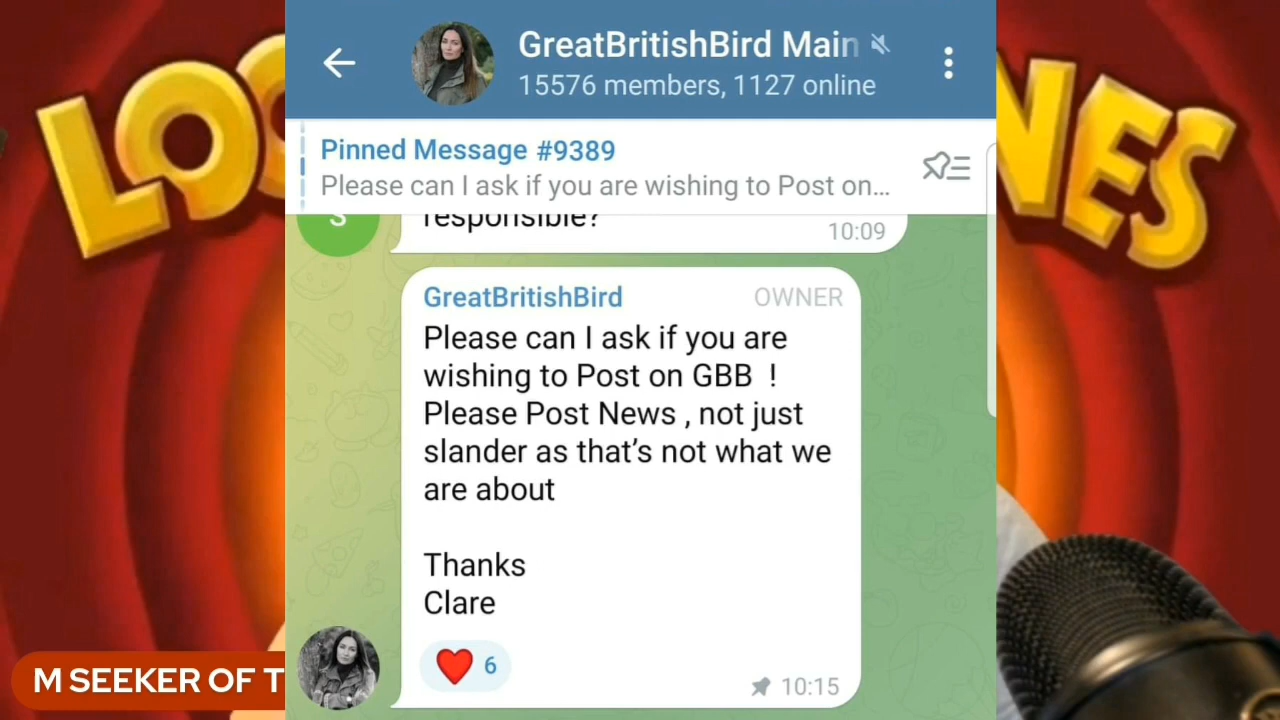 GreatBritishBird Main
15576 members, 1127 online
Pinned Message #9389
Please can I ask if you are wishing to Post on...
S
responsible?
10:09
GreatBritishBird OWNER
Please can I ask if you are
wishing to Post on GBB !
Please Post News , not just
slander as that's not what we
are about
Thanks
Clare
❤️ 6
10:15
LOO
NES
M SEEKER OF T